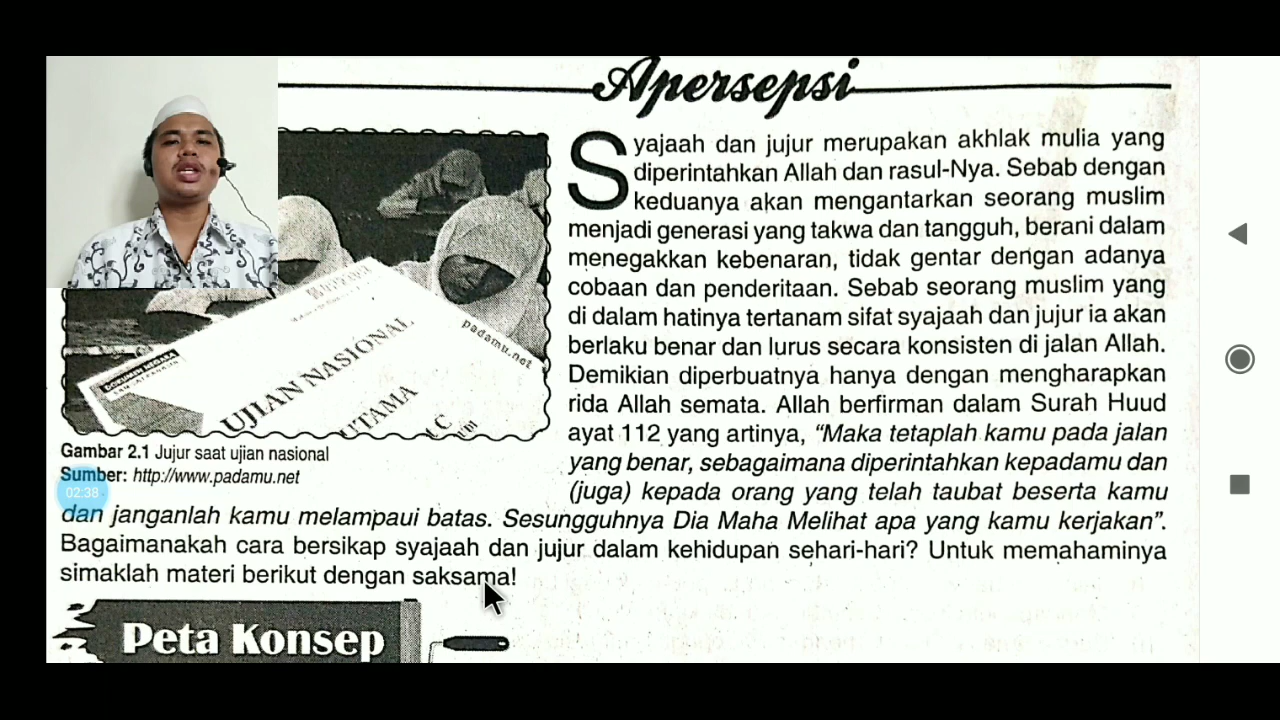 Apersepsi
Syajaah dan jujur merupakan akhlak mulia yang
diperintahkan Allah dan rasul-Nya. Sebab dengan
keduanya akan mengantarkan seorang muslim
menjadi generasi yang takwa dan tangguh, berani dalam
menegakkan kebenaran, tidak gentar dengan adanya
cobaan dan penderitaan. Sebab seorang muslim yang
di dalam hatinya tertanam sifat syajaah dan jujur ia akan
berlaku benar dan lurus secara konsisten di jalan Allah.
Demikian diperbuatnya hanya dengan mengharapkan
rida Allah semata. Allah berfirman dalam Surah Huud
ayat 112 yang artinya, “Maka tetaplah kamu pada jalan
yang benar, sebagaimana diperintahkan kepadamu dan
(juga) kepada orang yang telah taubat beserta kamu
dan janganlah kamu melampaui batas. Sesungguhnya Dia Maha Melihat apa yang kamu kerjakan”.
Bagaimanakah cara bersikap syajaah dan jujur dalam kehidupan sehari-hari? Untuk memahaminya
simaklah materi berikut dengan saksama!
DOKUMEN NEGARA
UJIAN NASIONAL
UTAMA
padamu.net
Gambar 2.1 Jujur saat ujian nasional
Sumber: http://www.padamu.net
02:38
Peta Konsep